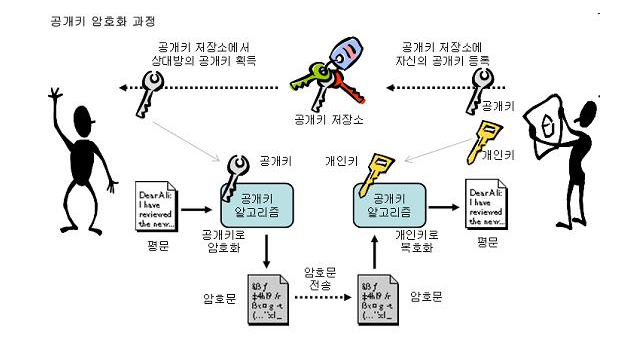 공개키 암호화 과정
공개키 저장소에서
상대방의 공개키 획득
공개키 저장소에
자신의 공개키 등록
공개키 저장소
공개키
개인키
공개키
개인키
공개키
알고리즘
공개키
알고리즘
DearAli:
I have
reviewed
the new...
평문
공개키로
암호화
개인키로
복호화
DearAli:
I have
reviewed
the new...
평문
암호문
암호문
전송
암호문